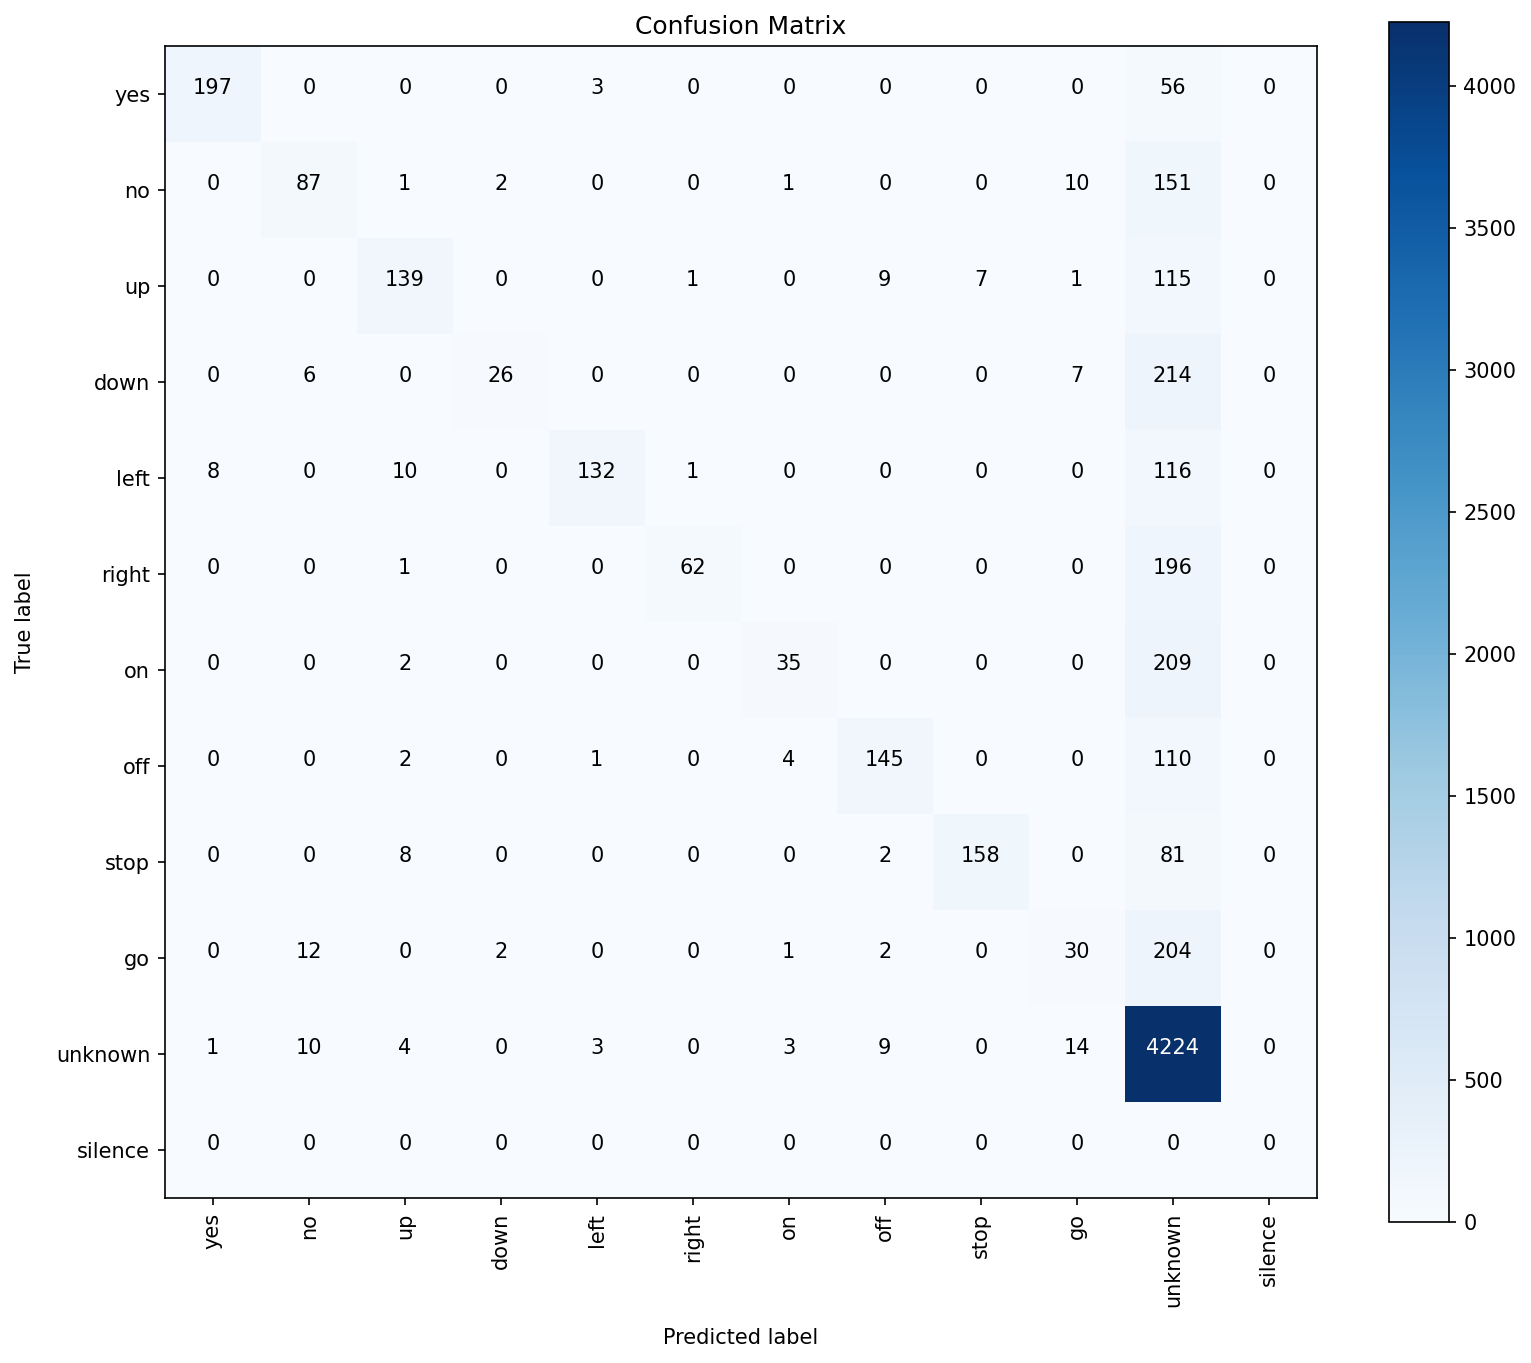 Confusion Matrix
yes 197 0 0 0 3 0 0 0 0 0 56 0
no 0 87 1 2 0 0 1 0 0 10 151 0
up 0 0 139 0 0 1 0 9 7 1 115 0
down 0 6 0 26 0 0 0 0 0 7 214 0
left 8 0 10 0 132 1 0 0 0 0 116 0
right 0 0 1 0 0 62 0 0 0 0 196 0
on 0 0 2 0 0 0 35 0 0 0 209 0
off 0 0 2 0 1 0 4 145 0 0 110 0
stop 0 0 8 0 0 0 0 2 158 0 81 0
go 0 12 0 2 0 0 1 2 0 30 204 0
unknown 1 10 4 0 3 0 3 9 0 14 4224 0
silence 0 0 0 0 0 0 0 0 0 0 0 0
yes no up down left right on off stop go unknown silence
Predicted label
True label
4000
3500
3000
2500
2000
1500
1000
500
0